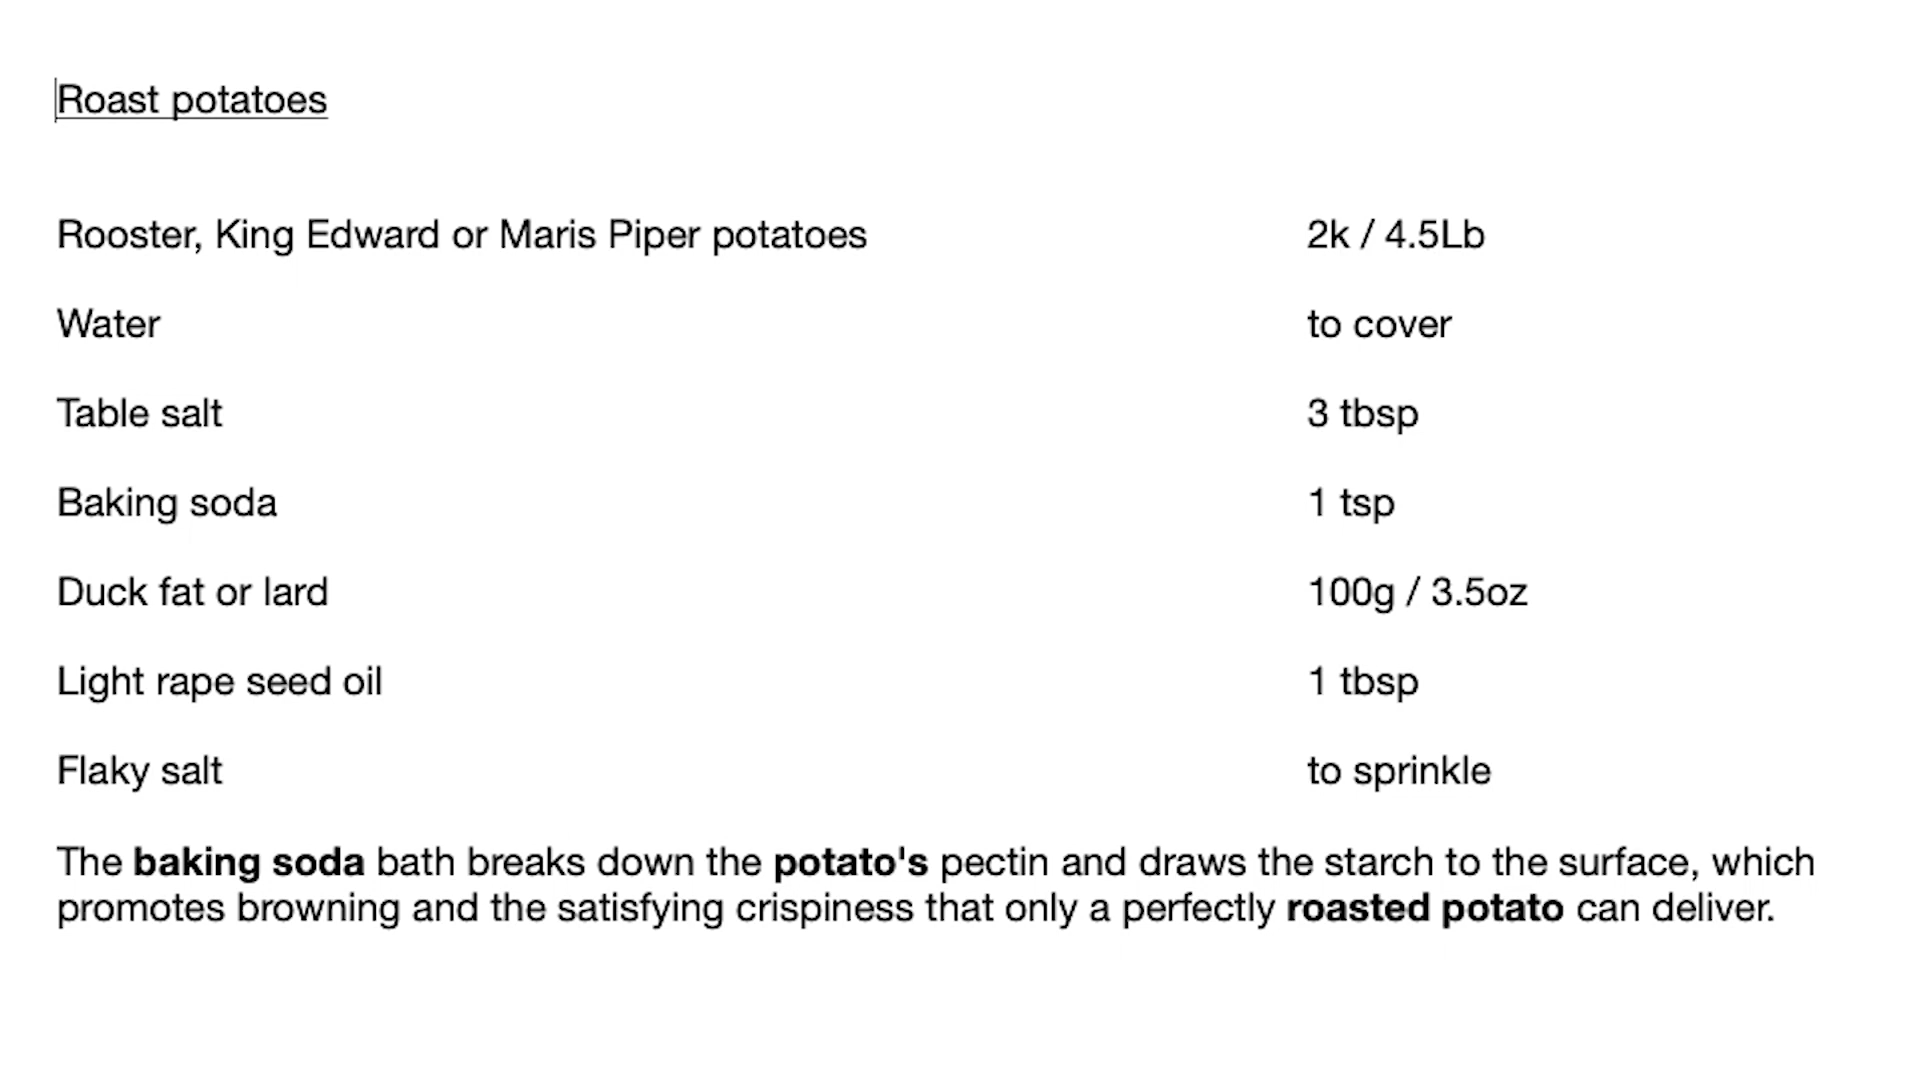 Roast potatoes
Rooster, King Edward or Maris Piper potatoes 2k / 4.5Lb
Water to cover
Table salt 3 tbsp
Baking soda 1 tsp
Duck fat or lard 100g / 3.5oz
Light rape seed oil 1 tbsp
Flaky salt to sprinkle
The baking soda bath breaks down the potato's pectin and draws the starch to the surface, which
promotes browning and the satisfying crispiness that only a perfectly roasted potato can deliver.